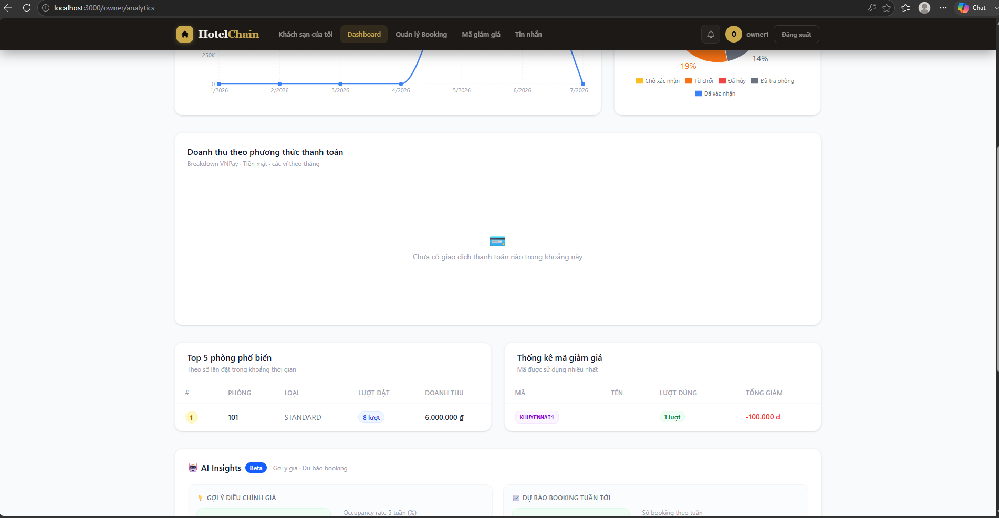 localhost:3000/owner/analytics
Chat
HotelChain
Khách sạn của tôi
Dashboard
Quản lý Booking
Mã giảm giá
Tin nhắn
O
owner1
Đăng xuất
250K
0
1/2026
2/2026
3/2026
4/2026
5/2026
6/2026
7/2026
19%
14%
Chờ xác nhận
Từ chối
Đã hủy
Đã trả phòng
Đã xác nhận
Doanh thu theo phương thức thanh toán
Breakdown VNPay · Tiền mặt · các ví theo tháng
Chưa có giao dịch thanh toán nào trong khoảng này
Top 5 phòng phổ biến
Theo số lần đặt trong khoảng thời gian
# PHÒNG LOẠI LƯỢT ĐẶT DOANH THU
1 101 STANDARD 8 lượt 6.000.000 ₫
Thống kê mã giảm giá
Mã được sử dụng nhiều nhất
MÃ TÊN LƯỢT DÙNG TỔNG GIẢM
KHUYENMAI1 1 lượt -100.000 ₫
AI Insights Beta Gợi ý giá · Dự báo booking
GỢI Ý ĐIỀU CHỈNH GIÁ
Occupancy rate 5 tuần (%)
DỰ BÁO BOOKING TUẦN TỚI
Số booking theo tuần